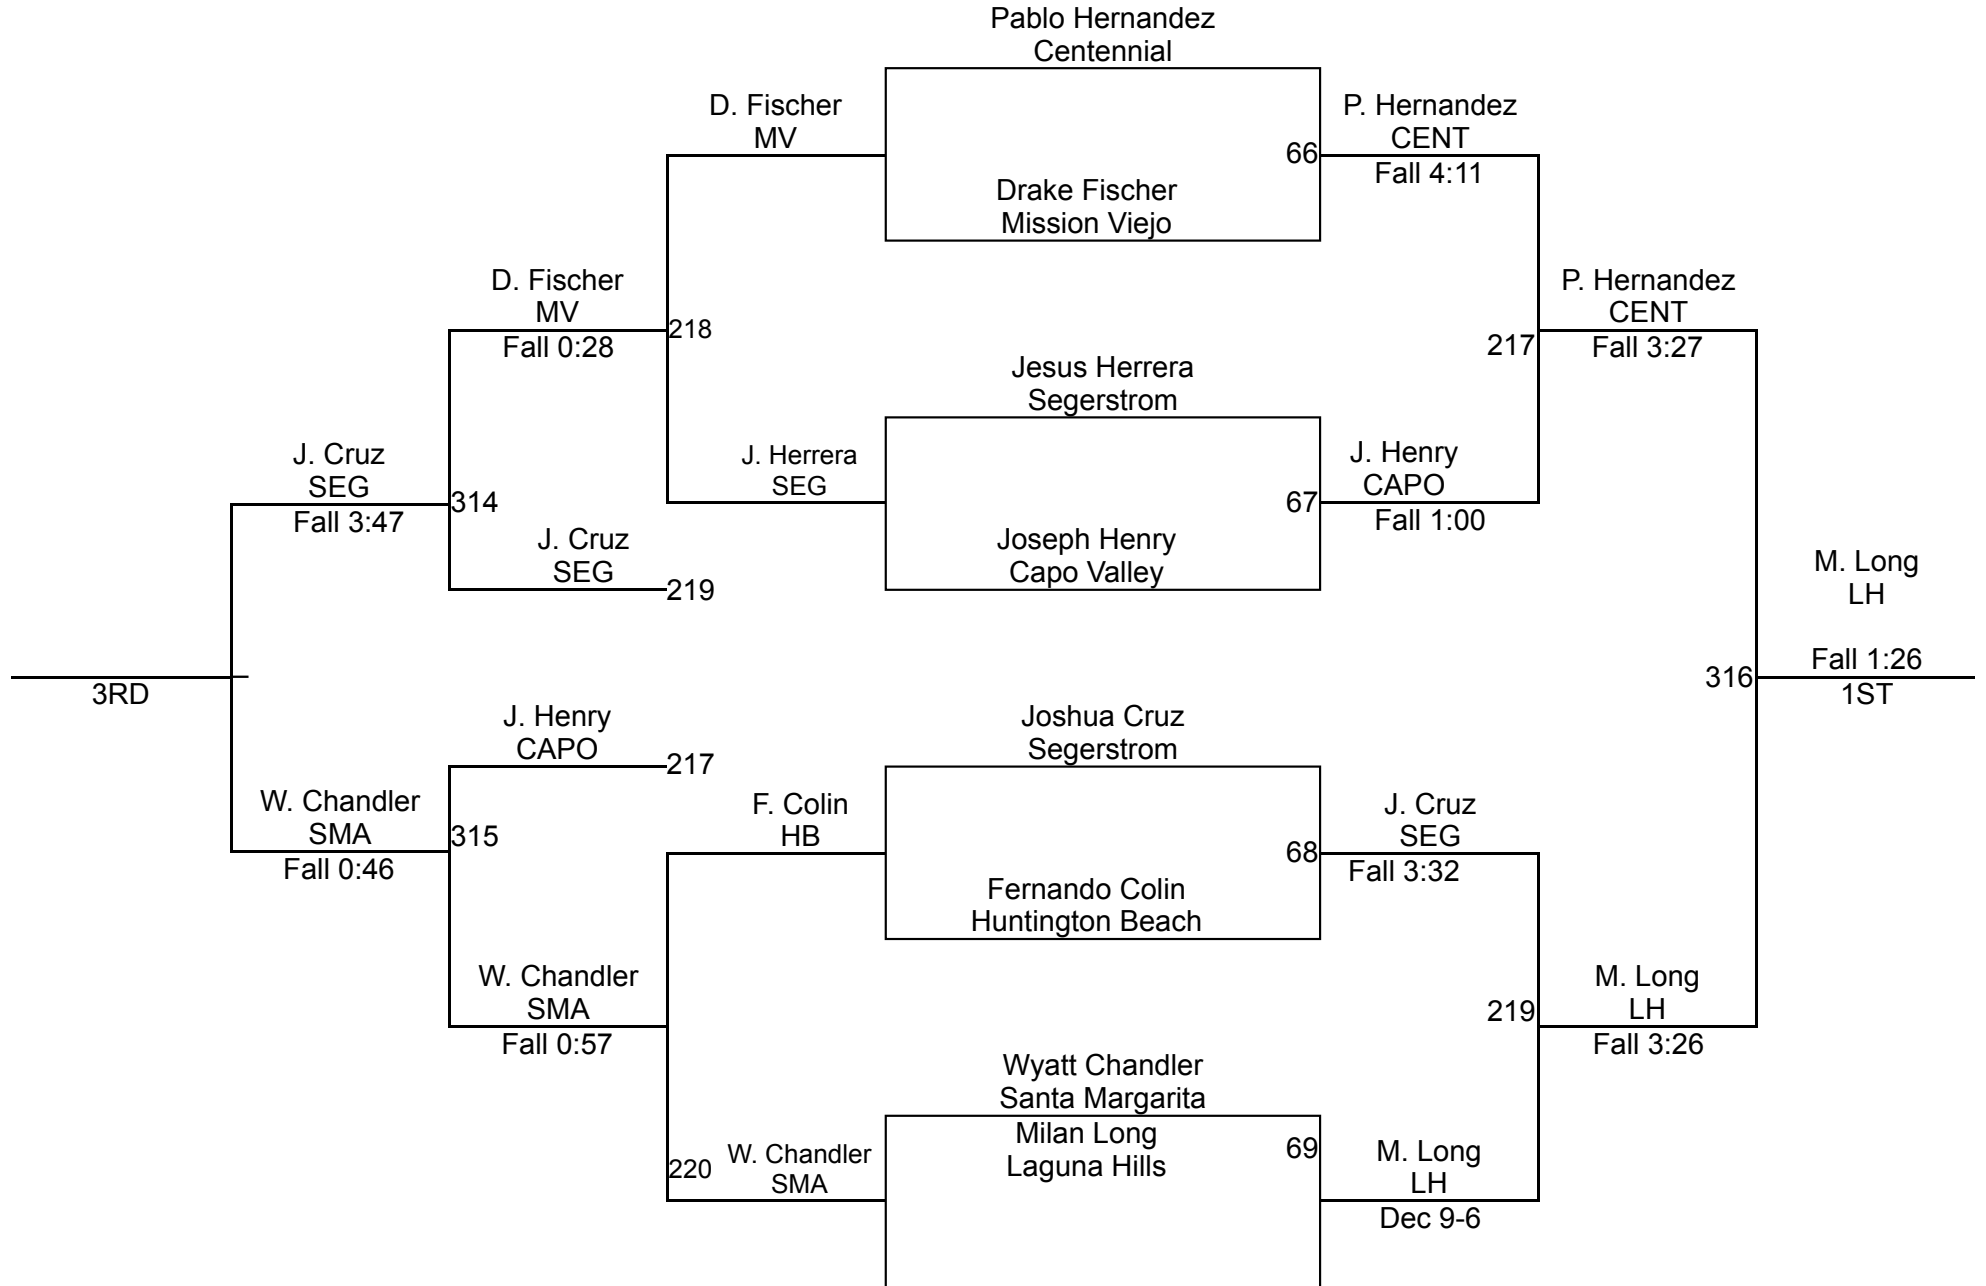 Pablo Hernandez
Centennial
D. Fischer
MV
P. Hernandez
CENT
66
Fall 4:11
Drake Fischer
Mission Viejo
D. Fischer
MV
218
Fall 0:28
P. Hernandez
CENT
217
Fall 3:27
Jesus Herrera
Segerstrom
J. Cruz
SEG
Fall 3:47
314
J. Herrera
SEG
67
J. Henry
CAPO
Fall 1:00
J. Cruz
SEG
219
Joseph Henry
Capo Valley
M. Long
LH
3RD
316
Fall 1:26
1ST
J. Henry
CAPO
217
Joshua Cruz
Segerstrom
W. Chandler
SMA
315
Fall 0:46
F. Colin
HB
68
J. Cruz
SEG
Fall 3:32
Fernando Colin
Huntington Beach
W. Chandler
SMA
Fall 0:57
219
M. Long
LH
Fall 3:26
Wyatt Chandler
Santa Margarita
Milan Long
Laguna Hills
69
220
W. Chandler
SMA
M. Long
LH
Dec 9-6